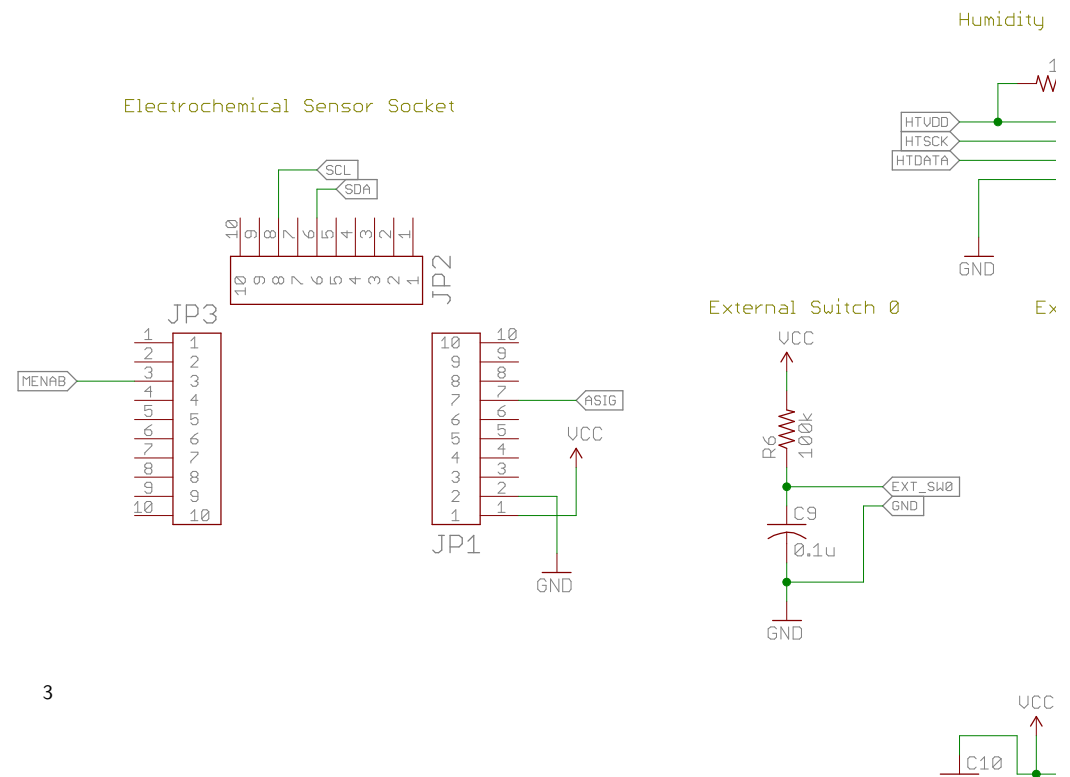 Humidity
1
Electrochemical Sensor Socket
HTVDD
HTSCK
HTDATA
GND
SCL
SDA
10 9 8 7 6 5 4 3 2 1
10 9 8 7 6 5 4 3 2 1
JP2
JP3
1 1
2 2
3 3
4 4
5 5
6 6
7 7
8 8
9 9
10 10
MENAB
10 10
9 9
8 8
7 7
6 6
5 5
4 4
3 3
2 2
1 1
JP1
ASIG
VCC
GND
External Switch 0
Ex
VCC
R6
100k
EXT_SW0
GND
C9
0.1u
GND
3
VCC
C10